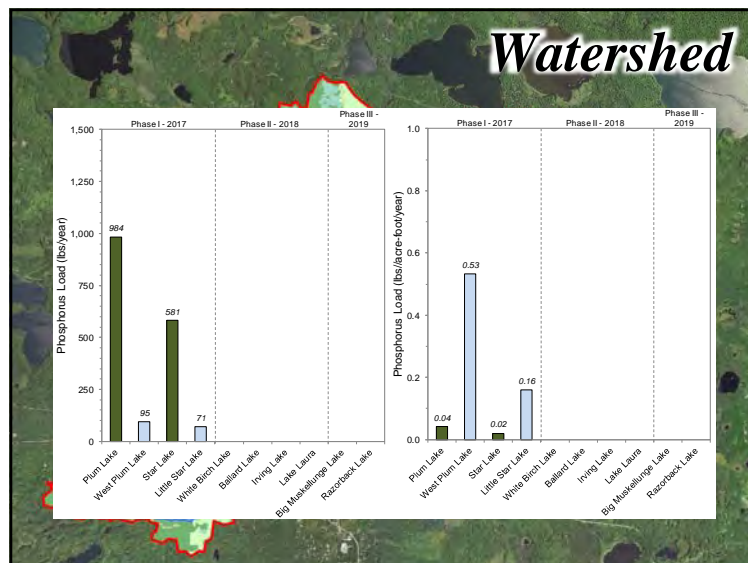 Watershed
Phase I - 2017
Phase II - 2018
Phase III -
2019
1,500
1,250
1,000
750
500
250
0
Phosphorus Load (lbs/year)
984
95
581
71
Plum Lake
West Plum Lake
Star Lake
Little Star Lake
White Birch Lake
Ballard Lake
Irving Lake
Lake Laura
Big Muskellunge Lake
Razorback Lake
Phase I - 2017
Phase II - 2018
Phase III -
2019
1.0
0.8
0.6
0.4
0.2
0.0
Phosphorus Load (lbs//acre-foot/year)
0.04
0.53
0.02
0.16
Plum Lake
West Plum Lake
Star Lake
Little Star Lake
White Birch Lake
Ballard Lake
Irving Lake
Lake Laura
Big Muskellunge Lake
Razorback Lake